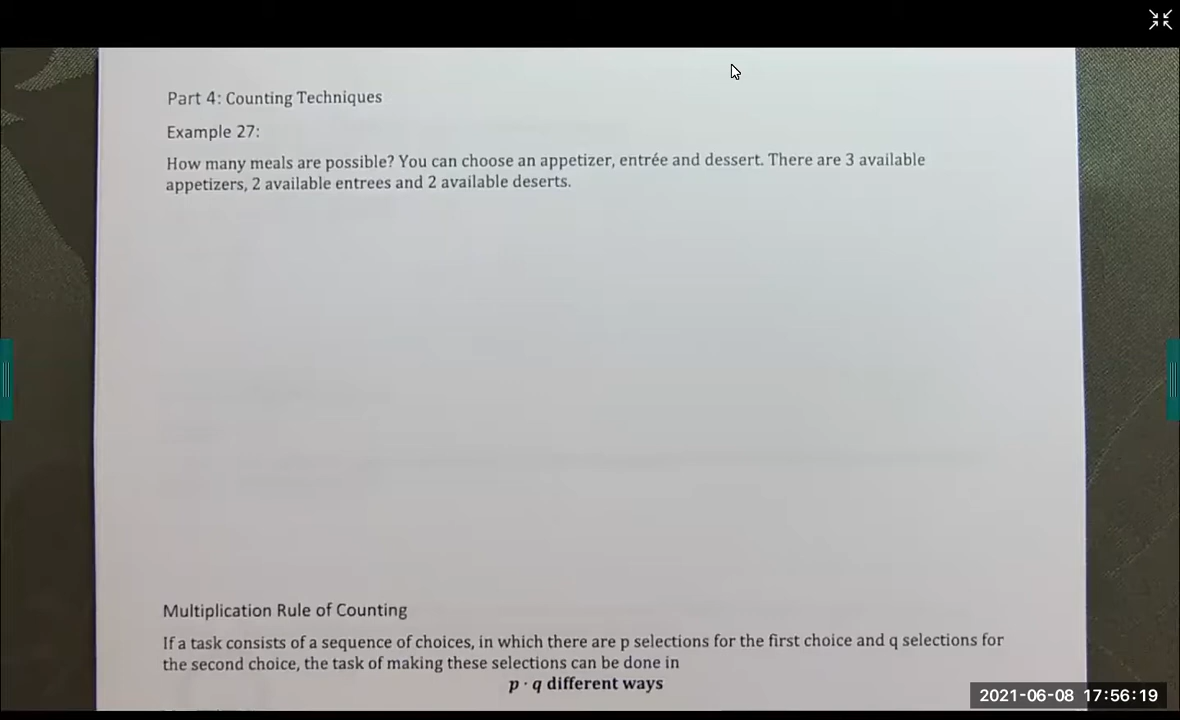 Part 4: Counting Techniques
Example 27:
How many meals are possible? You can choose an appetizer, entrée and dessert. There are 3 available
appetizers, 2 available entrees and 2 available deserts.
Multiplication Rule of Counting
If a task consists of a sequence of choices, in which there are p selections for the first choice and q selections for
the second choice, the task of making these selections can be done in
p · q different ways
2021-06-08 17:56:19